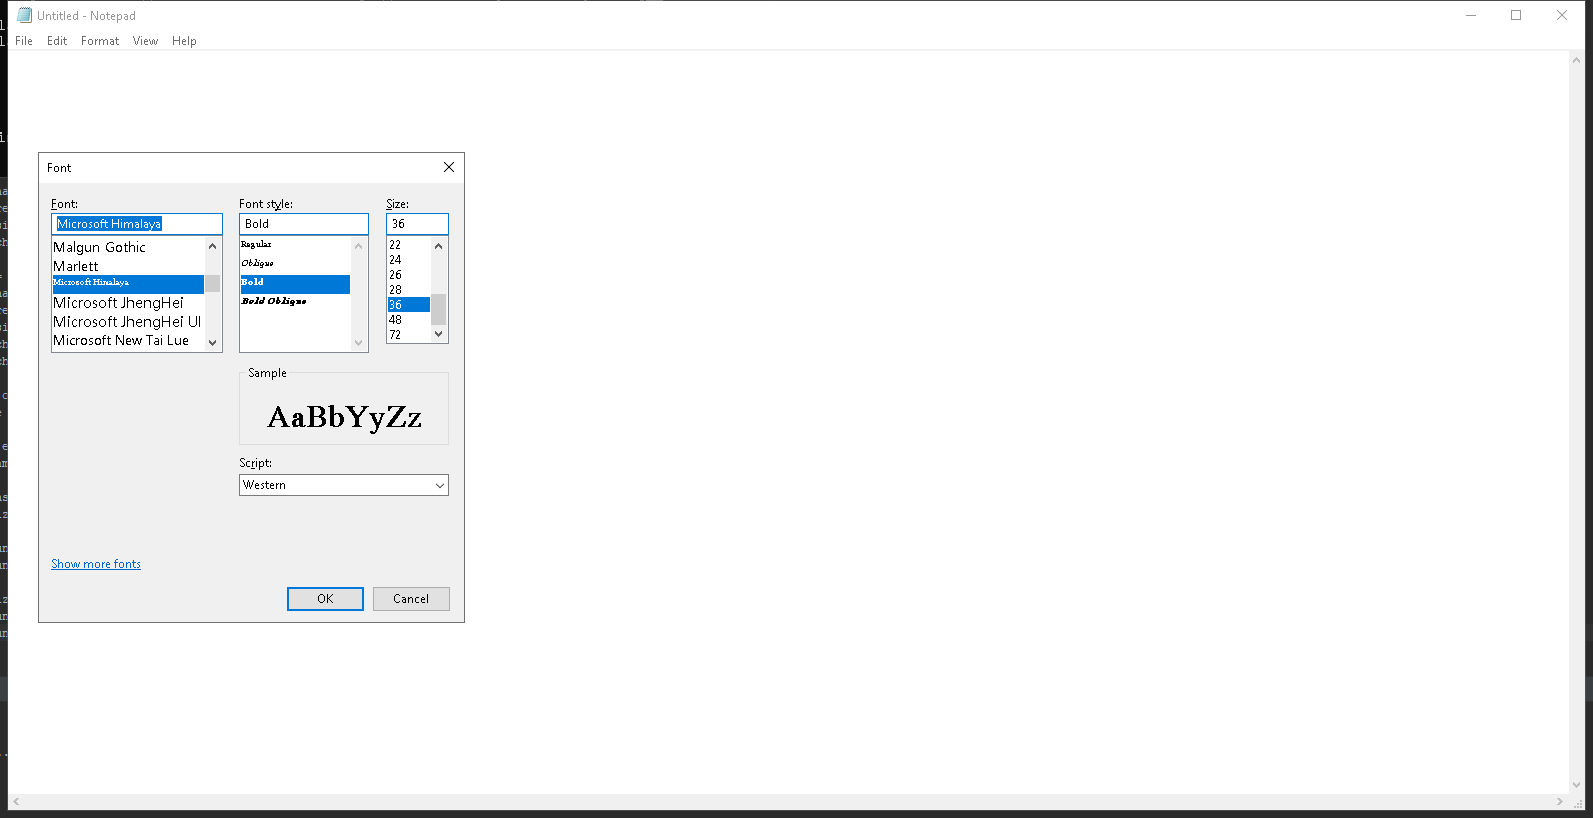 Untitled - Notepad
File Edit Format View Help
Font
Font:
Microsoft Himalaya
Malgun Gothic
Marlett
Microsoft Himalaya
Microsoft JhengHei
Microsoft JhengHei UI
Microsoft New Tai Lue
Font style:
Bold
Regular
Oblique
Bold
Bold Oblique
Size:
36
22
24
26
28
36
48
72
Sample
AaBbYyZz
Script:
Western
Show more fonts
OK Cancel